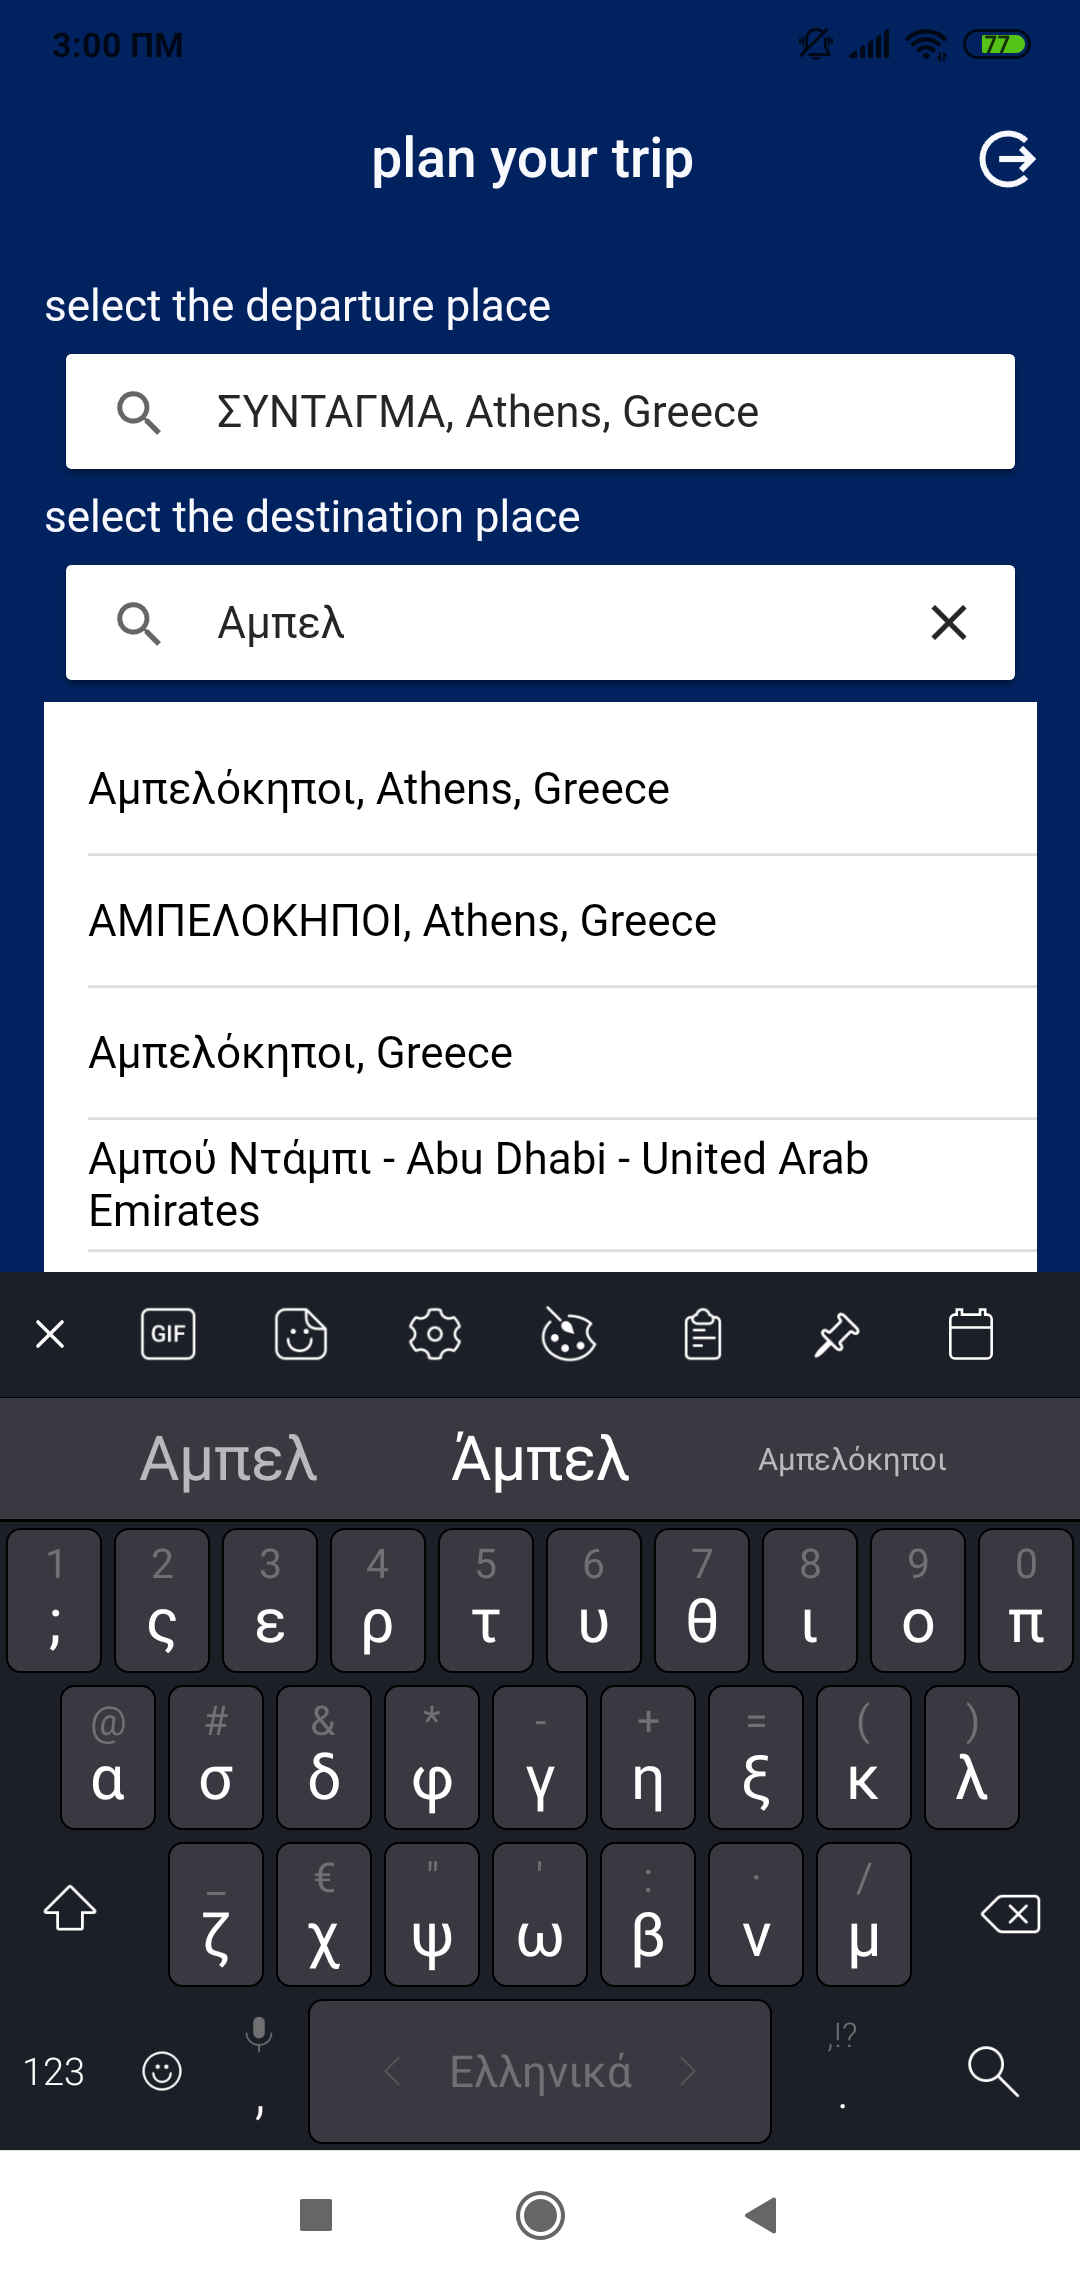 3:00 ΠΜ
77
plan your trip
select the departure place
ΣΥΝΤΑΓΜΑ, Athens, Greece
select the destination place
Αμπελ
Αμπελόκηποι, Athens, Greece
ΑΜΠΕΛΟΚΗΠΟΙ, Athens, Greece
Αμπελόκηποι, Greece
Αμπού Ντάμπι - Abu Dhabi - United Arab
Emirates
GIF
Αμπελ Άμπελ Αμπελόκηποι
1 2 3 4 5 6 7 8 9 0
; ς ε ρ τ υ θ ι ο π
@ # & * - + = ( )
α σ δ φ γ η ξ κ λ
_ € " ' : · /
ζ χ ψ ω β ν μ
,!?
123 , < Ελληνικά > .